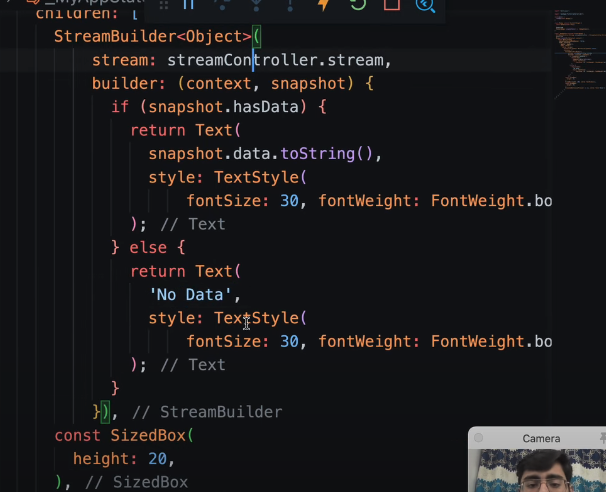 _MyAppStat
children: [
StreamBuilder<Object>(
stream: streamController.stream,
builder: (context, snapshot) {
if (snapshot.hasData) {
return Text(
snapshot.data.toString(),
style: TextStyle(
fontSize: 30, fontWeight: FontWeight.bo
); // Text
} else {
return Text(
'No Data',
style: TextStyle(
fontSize: 30, fontWeight: FontWeight.bo
); // Text
}
}), // StreamBuilder
const SizedBox(
height: 20,
), // SizedBox
Camera